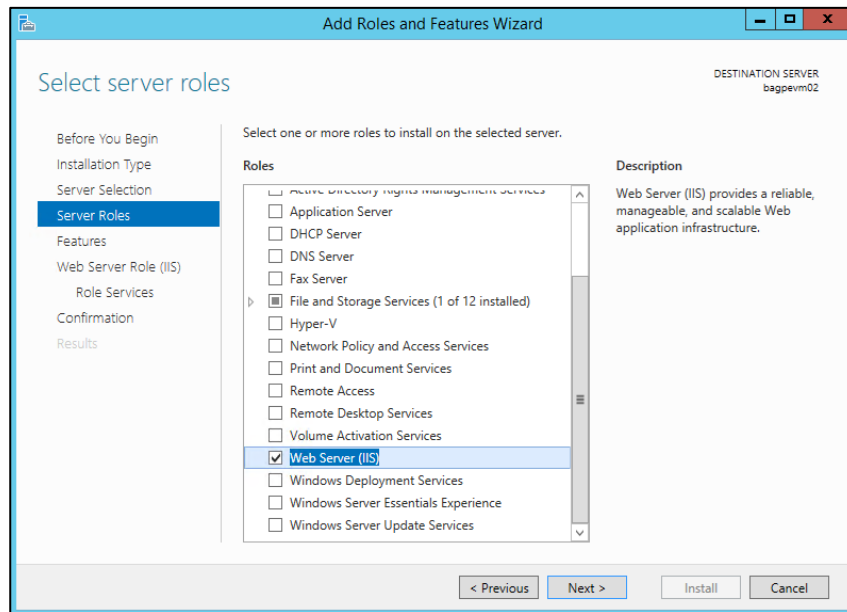 Add Roles and Features Wizard
Select server roles
DESTINATION SERVER
bagpevm02
Before You Begin
Installation Type
Server Selection
Server Roles
Features
Web Server Role (IIS)
Role Services
Confirmation
Results
Select one or more roles to install on the selected server.
Roles
Active Directory Rights Management Services
Application Server
DHCP Server
DNS Server
Fax Server
File and Storage Services (1 of 12 installed)
Hyper-V
Network Policy and Access Services
Print and Document Services
Remote Access
Remote Desktop Services
Volume Activation Services
Web Server (IIS)
Windows Deployment Services
Windows Server Essentials Experience
Windows Server Update Services
Description
Web Server (IIS) provides a reliable,
manageable, and scalable Web
application infrastructure.
< Previous
Next >
Install
Cancel